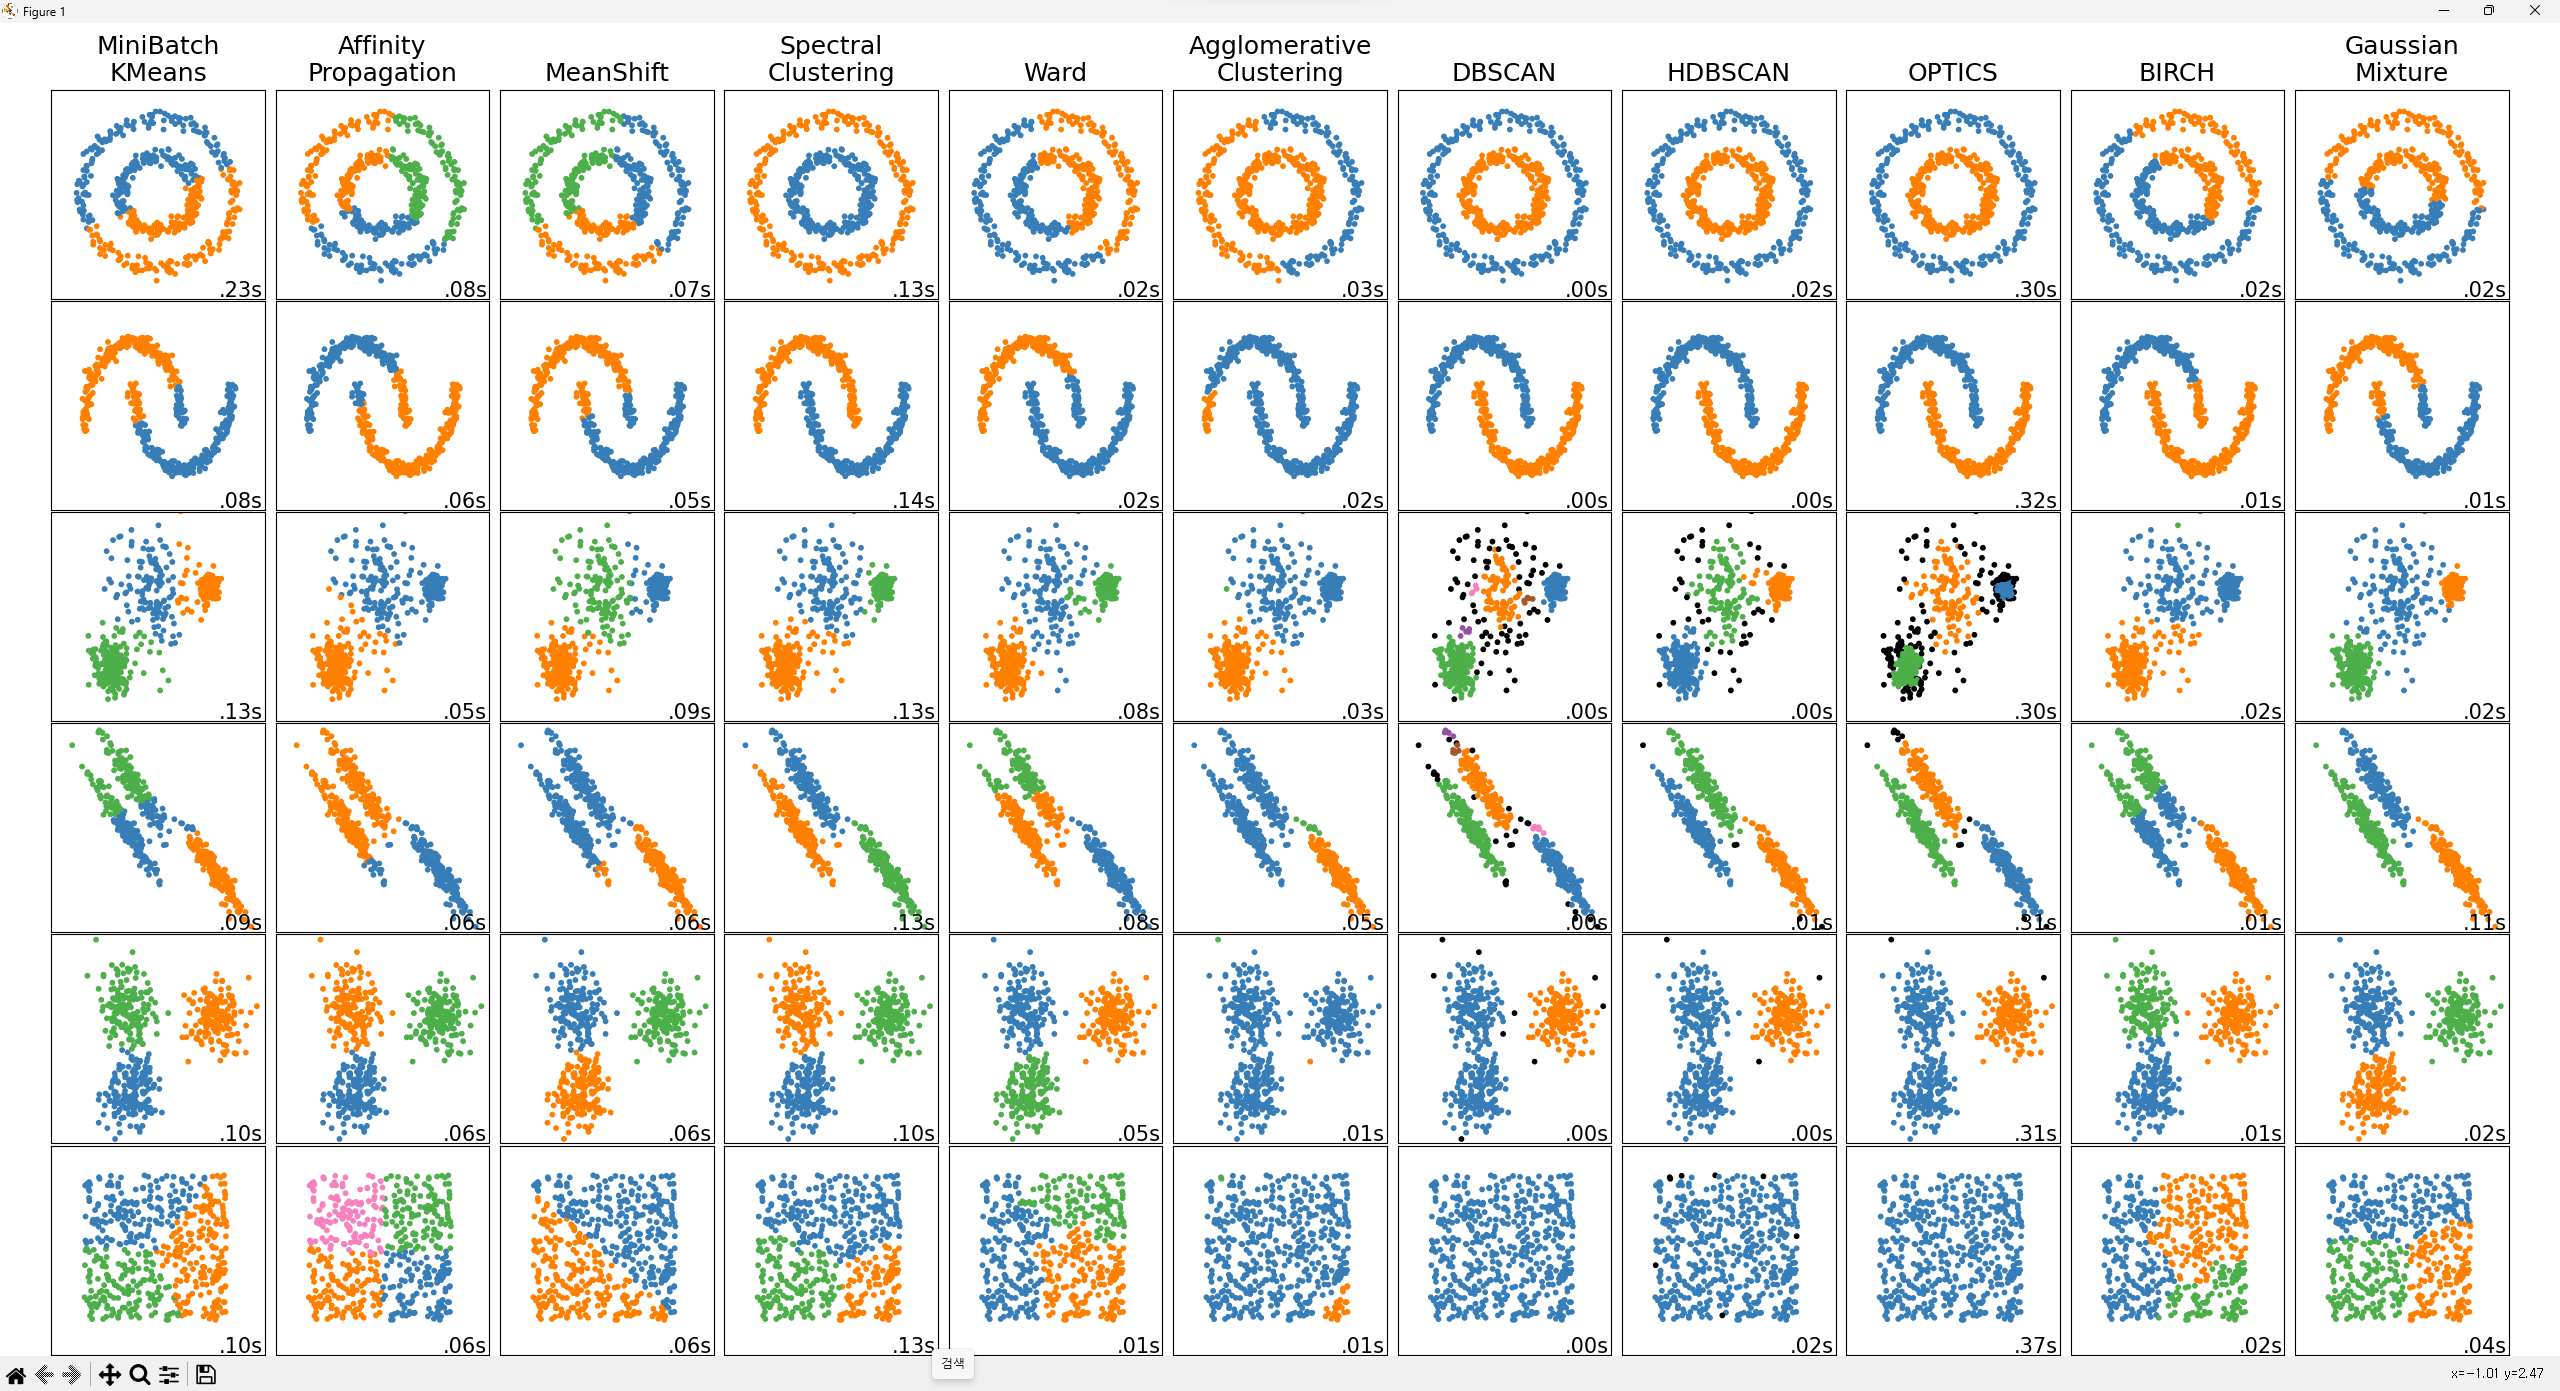 Figure 1
MiniBatch
KMeans
Affinity
Propagation
MeanShift
Spectral
Clustering
Ward
Agglomerative
Clustering
DBSCAN
HDBSCAN
OPTICS
BIRCH
Gaussian
Mixture
.23s
.08s
.07s
.13s
.02s
.03s
.00s
.02s
.30s
.02s
.02s
.08s
.06s
.05s
.14s
.02s
.02s
.00s
.00s
.32s
.01s
.01s
.13s
.05s
.09s
.13s
.08s
.03s
.00s
.00s
.30s
.02s
.02s
.09s
.06s
.06s
.13s
.08s
.05s
.00s
.01s
.31s
.01s
.11s
.10s
.06s
.06s
.10s
.05s
.01s
.00s
.00s
.31s
.01s
.02s
.10s
.06s
.06s
.13s
.01s
.01s
.00s
.02s
.37s
.02s
.04s
검색
x=−1.01 y=2.47